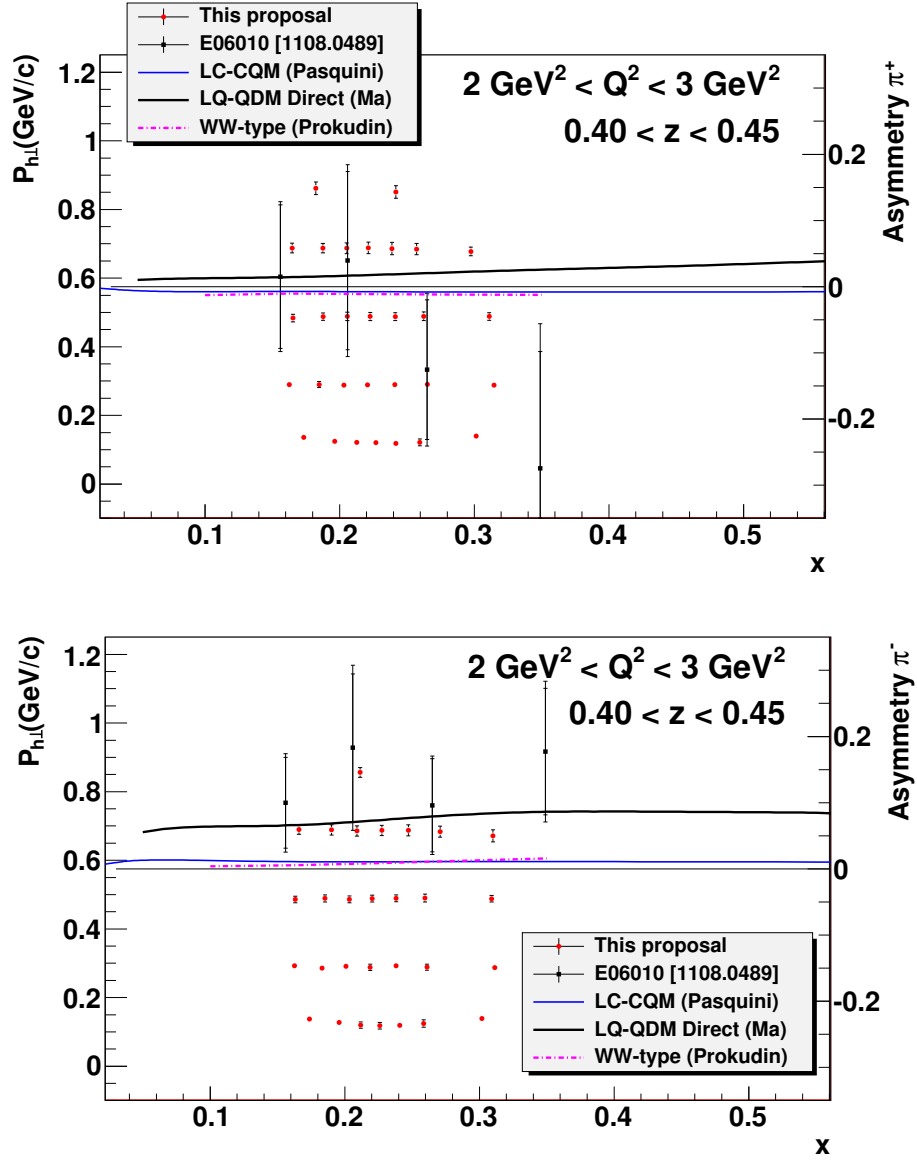 This proposal
E06010 [1108.0489]
LC-CQM (Pasquini)
LQ-QDM Direct (Ma)
WW-type (Prokudin)
2 GeV² < Q² < 3 GeV²
0.40 < z < 0.45
P_h⊥(GeV/c)
1.2
1
0.8
0.6
0.4
0.2
0
Asymmetry π⁺
0.2
0
-0.2
0.1 0.2 0.3 0.4 0.5
x
2 GeV² < Q² < 3 GeV²
0.40 < z < 0.45
P_h⊥(GeV/c)
1.2
1
0.8
0.6
0.4
0.2
0
Asymmetry π⁻
0.2
0
-0.2
This proposal
E06010 [1108.0489]
LC-CQM (Pasquini)
LQ-QDM Direct (Ma)
WW-type (Prokudin)
0.1 0.2 0.3 0.4 0.5
x